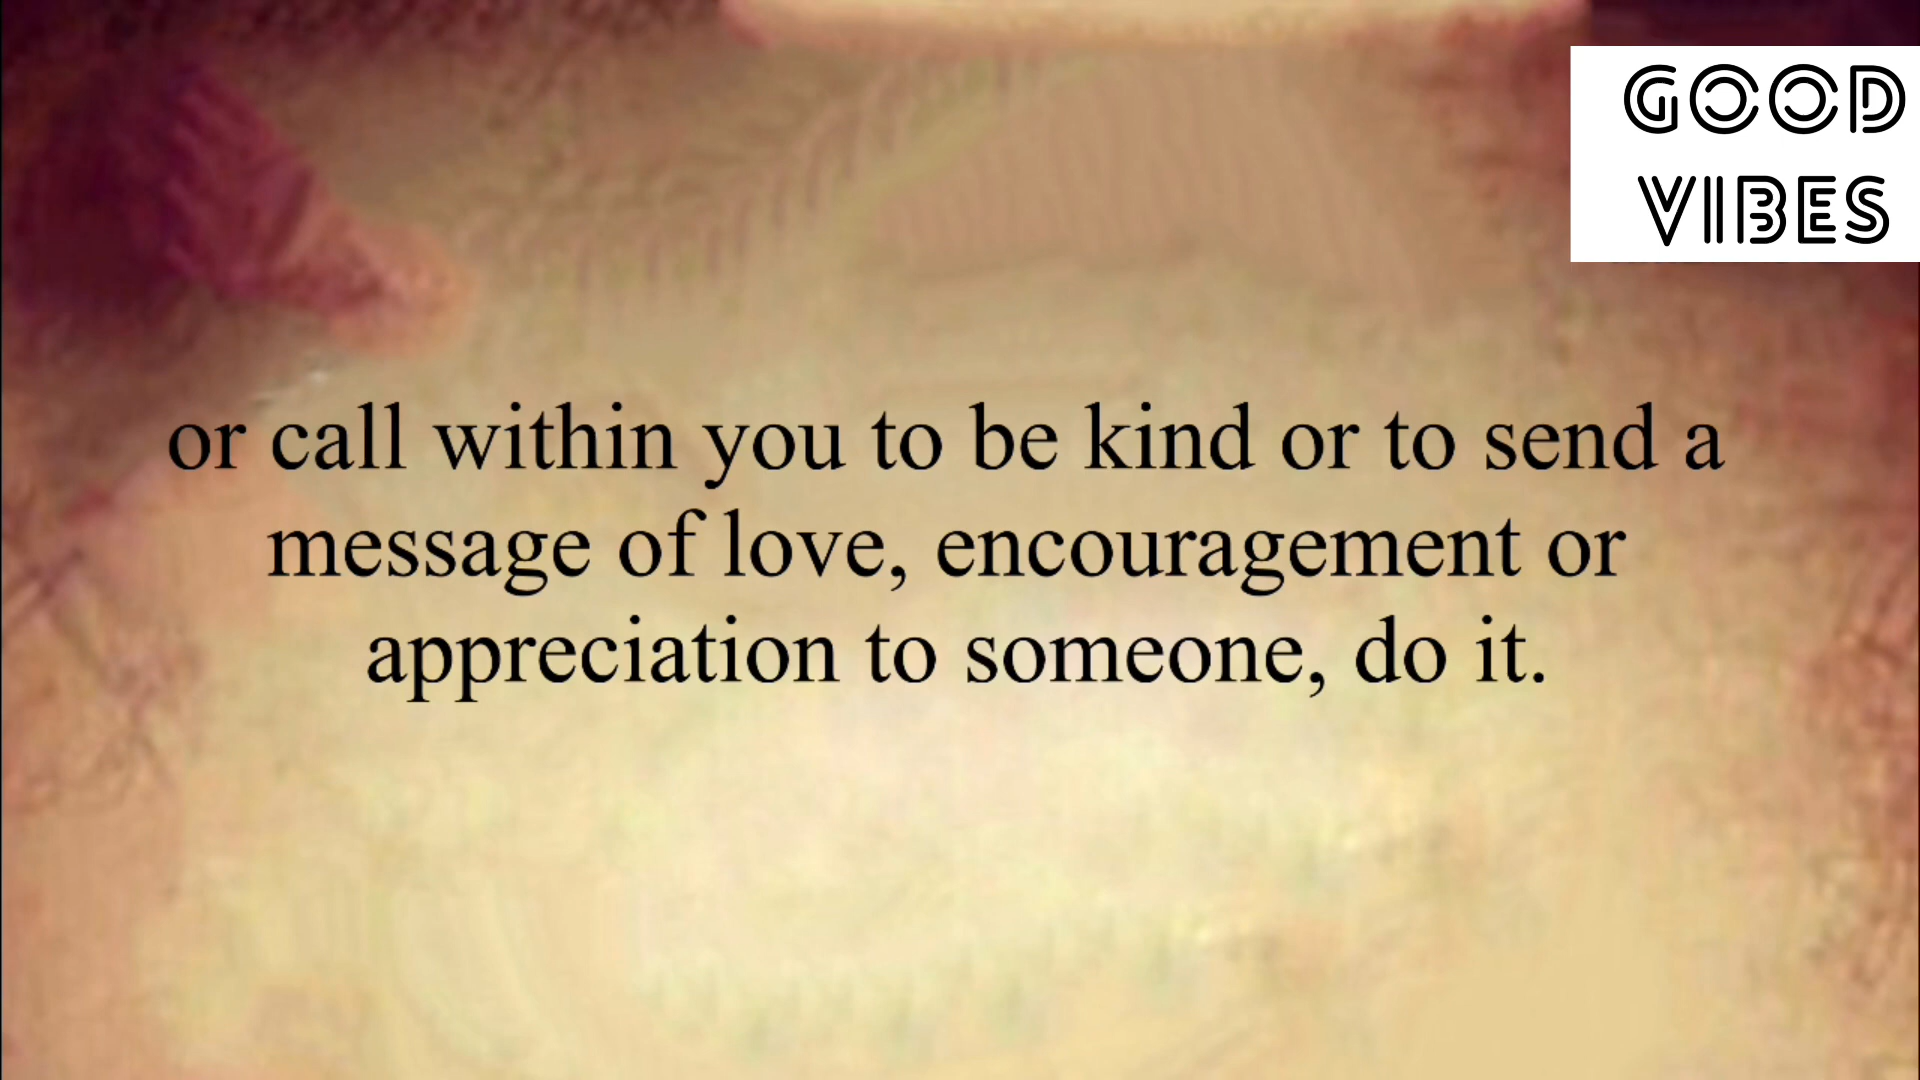 GOOD
VIBES
or call within you to be kind or to send a
message of love, encouragement or
appreciation to someone, do it.